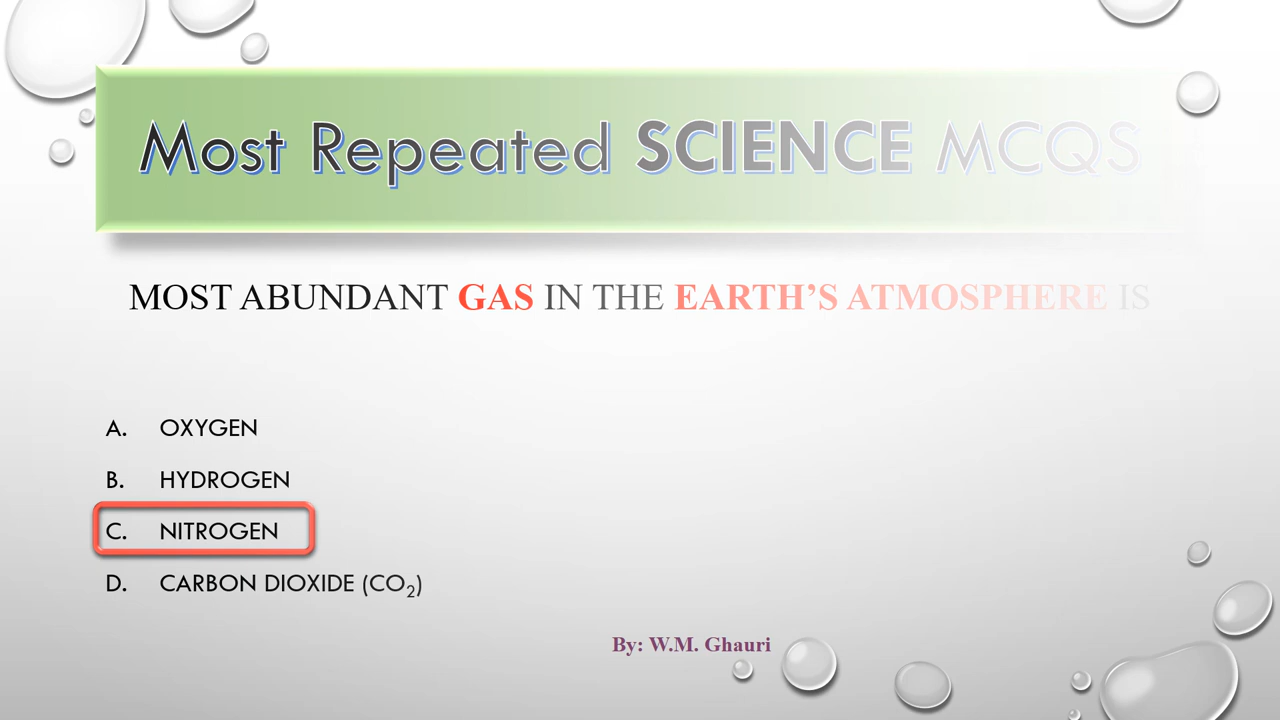 Most Repeated SCIENCE MCQS
MOST ABUNDANT GAS IN THE EARTH’S ATMOSPHERE IS
A. OXYGEN
B. HYDROGEN
C. NITROGEN
D. CARBON DIOXIDE (CO₂)
By: W.M. Ghauri